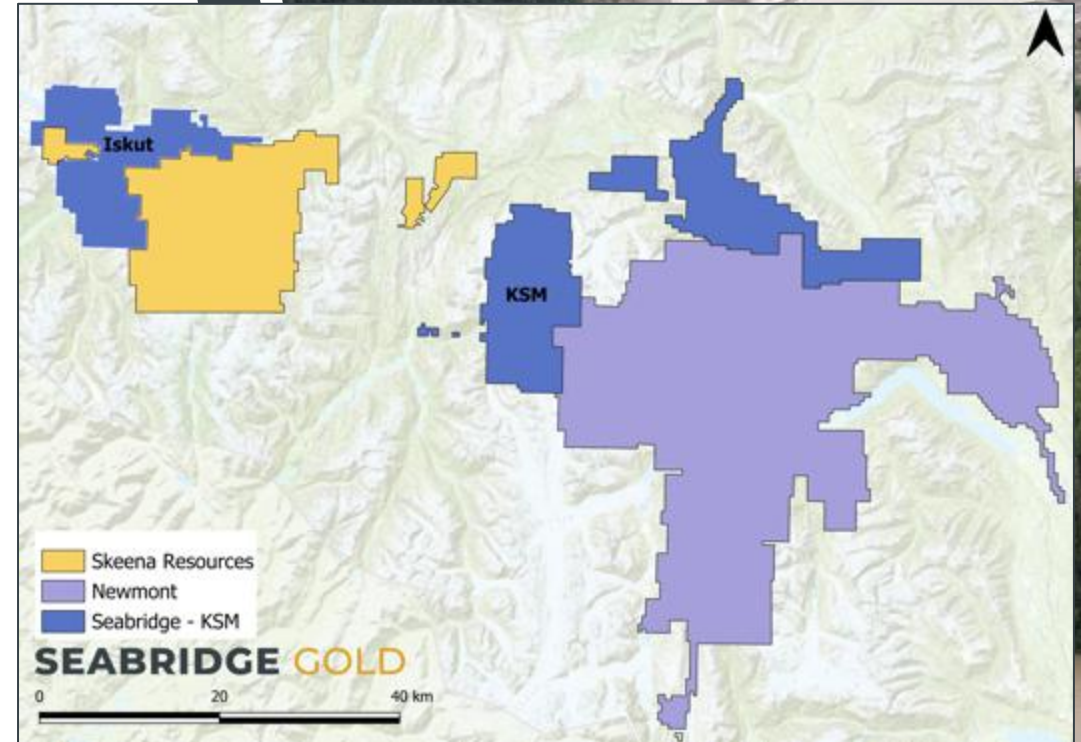 Iskut
KSM
Skeena Resources
Newmont
Seabridge - KSM
SEABRIDGE GOLD
0 20 40 km